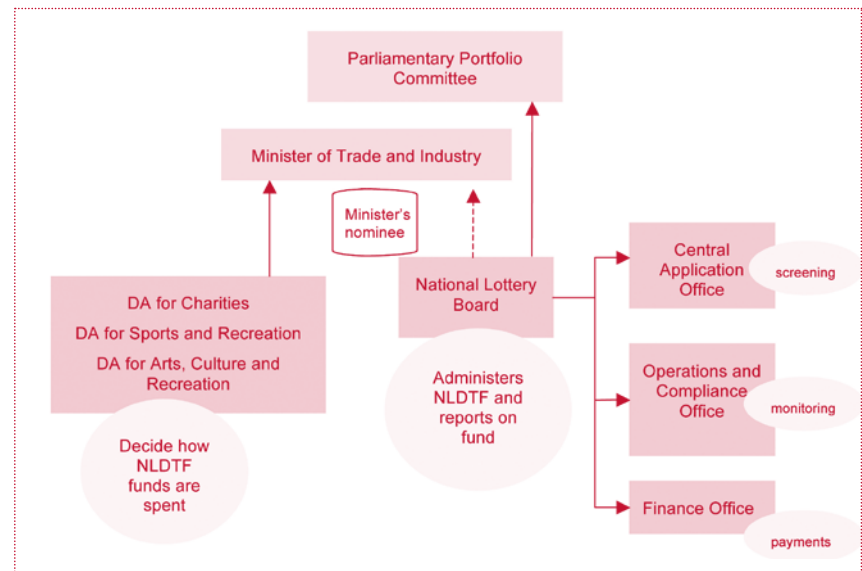 Parliamentary Portfolio
Committee
Minister of Trade and Industry
Minister's
nominee
DA for Charities
DA for Sports and Recreation
DA for Arts, Culture and
Recreation
Decide how
NLDTF
funds are
spent
National Lottery
Board
Administers
NLDTF and
reports on
fund
Central
Application
Office
screening
Operations and
Compliance
Office
monitoring
Finance Office
payments